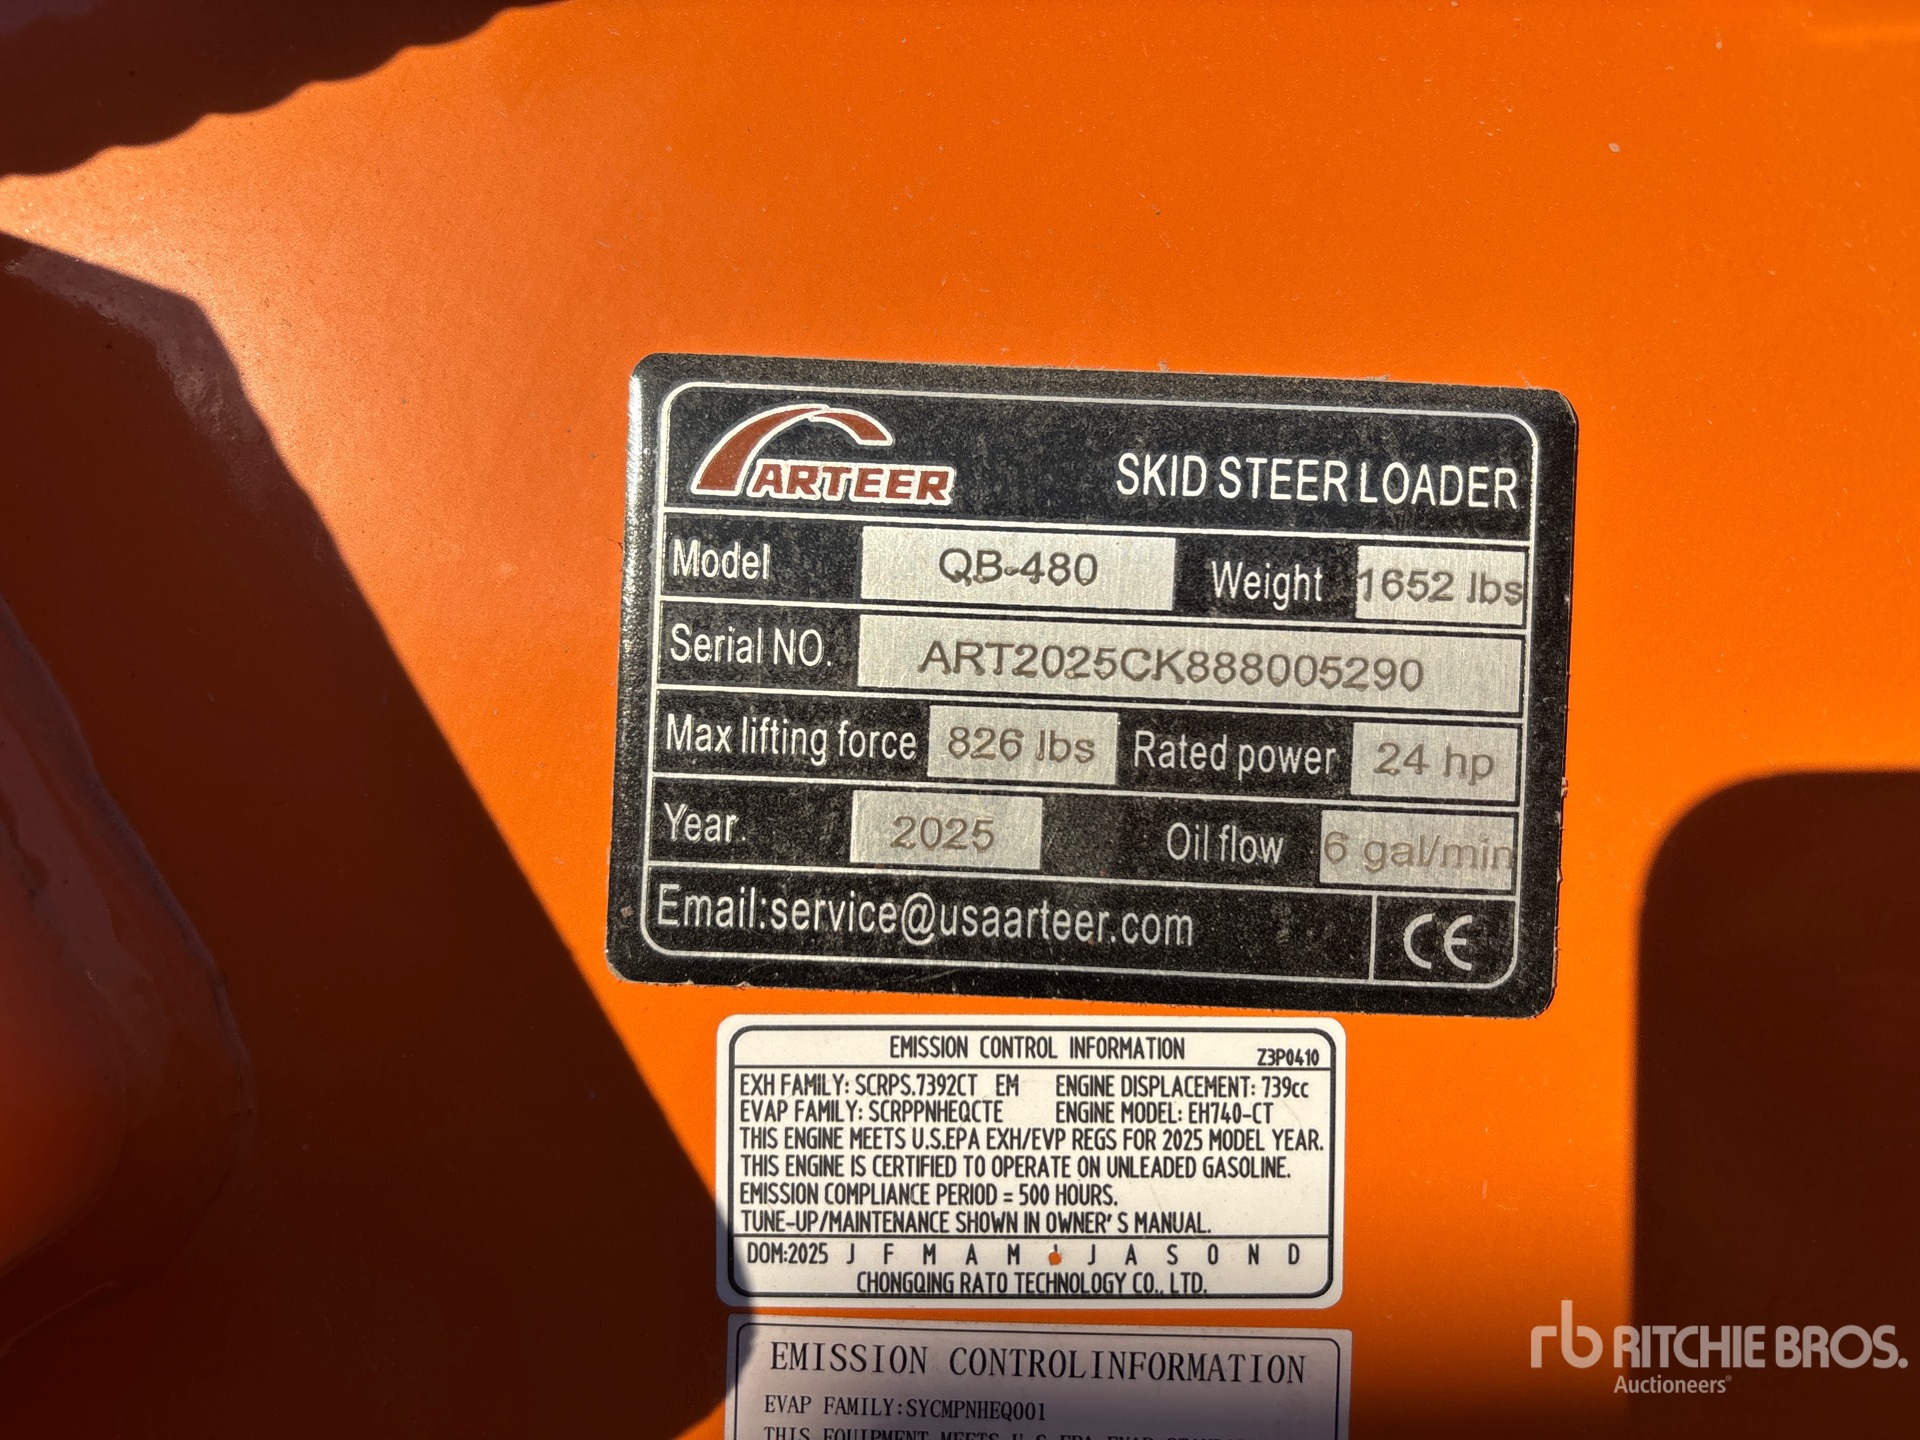 ARTEER SKID STEER LOADER
Model QB-480 Weight 1652 lbs
Serial NO. ART2025CK888005290
Max lifting force 826 lbs Rated power 24 hp
Year 2025 Oil flow 6 gal/min
Email:service@usaarteer.com CE
EMISSION CONTROL INFORMATION Z3P0410
EXH FAMILY: SCRPS.7392CT EM ENGINE DISPLACEMENT: 739cc
EVAP FAMILY: SCRPPNHEQCTE ENGINE MODEL: EH740-CT
THIS ENGINE MEETS U.S.EPA EXH/EVP REGS FOR 2025 MODEL YEAR.
THIS ENGINE IS CERTIFIED TO OPERATE ON UNLEADED GASOLINE.
EMISSION COMPLIANCE PERIOD = 500 HOURS.
TUNE-UP/MAINTENANCE SHOWN IN OWNER'S MANUAL.
DOM:2025 J F M A M J A S O N D
CHONGQING RATO TECHNOLOGY CO., LTD.
EMISSION CONTROLINFORMATION
EVAP FAMILY:SYCMPNHEQ001
THIS EQUIPMENT MEETS U.S EPA EVAP
rb RITCHIE BROS.
Auctioneers®